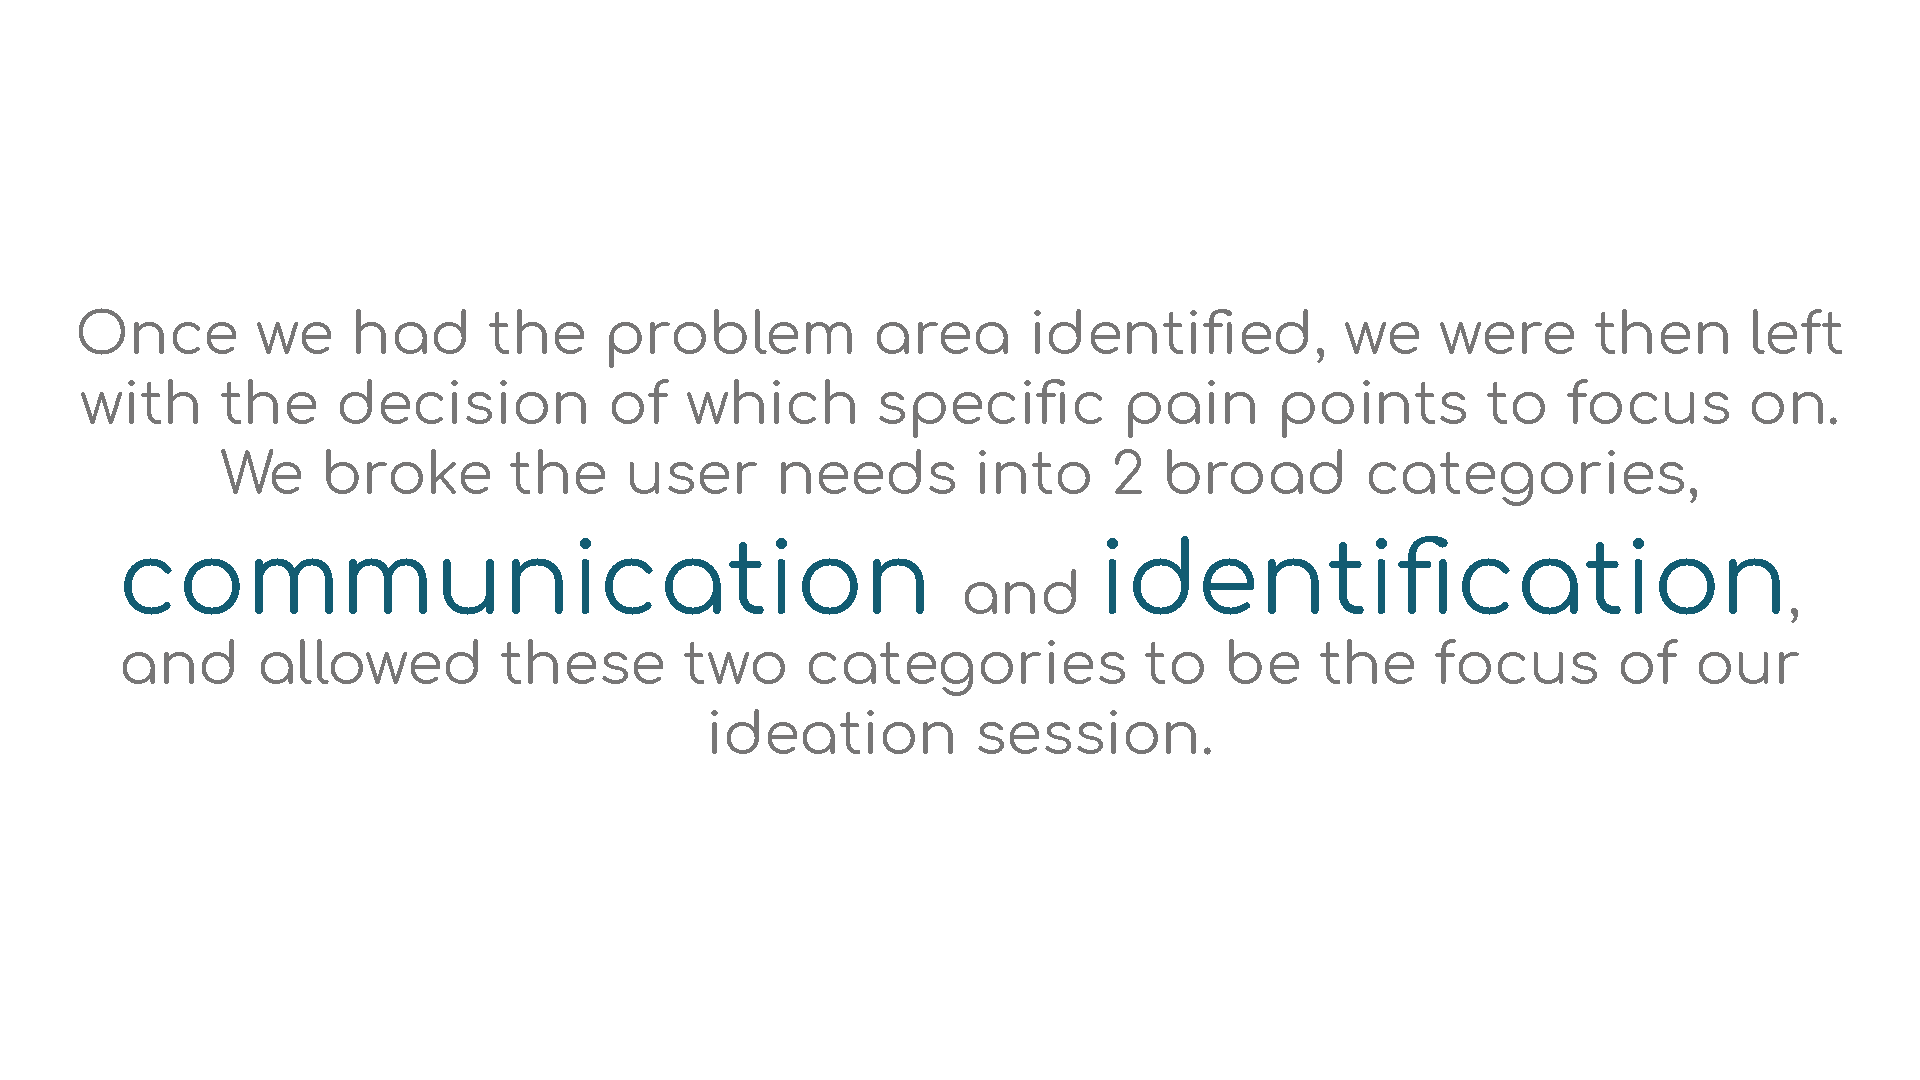 Once we had the problem area identified, we were then left
with the decision of which specific pain points to focus on.
We broke the user needs into 2 broad categories,
communication and identification,
and allowed these two categories to be the focus of our
ideation session.